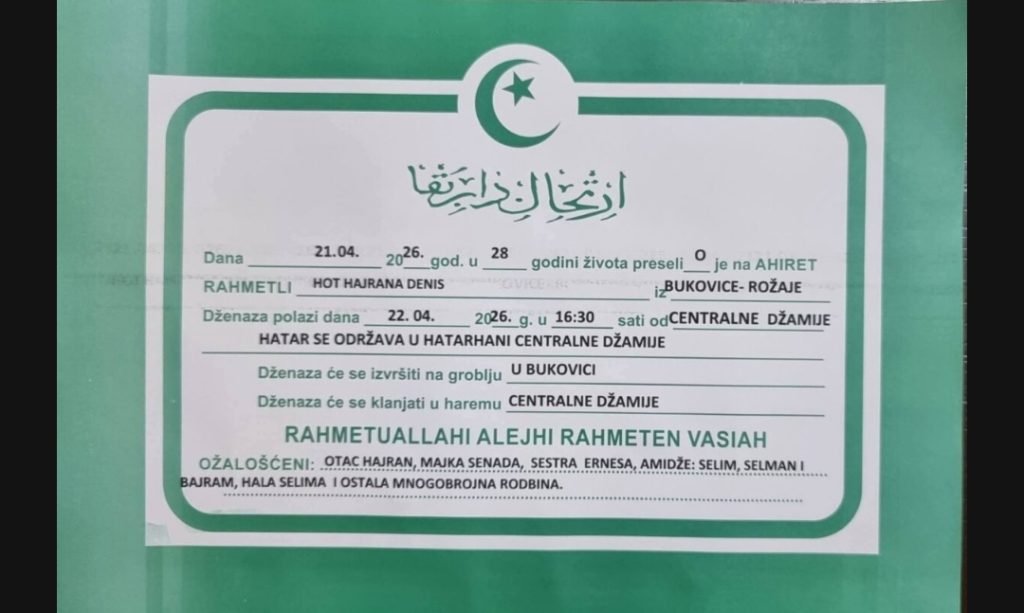 ارتحال دار بقا
Dana 21.04. 2026. god. u 28 godini života preseli O je na AHIRET
RAHMETLI HOT HAJRANA DENIS iz BUKOVICE- ROŽAJE
Dženaza polazi dana 22. 04. 2026. g. u 16:30 sati od CENTRALNE DŽAMIJE
HATAR SE ODRŽAVA U HATARHANI CENTRALNE DŽAMIJE
Dženaza će se izvršiti na groblju U BUKOVICI
Dženaza će se klanjati u haremu CENTRALNE DŽAMIJE
RAHMETUALLAHI ALEJHI RAHMETEN VASIAH
OŽALOŠĆENI: OTAC HAJRAN, MAJKA SENADA, SESTRA ERNESA, AMIDŽE: SELIM, SELMAN I
BAJRAM, HALA SELIMA I OSTALA MNOGOBROJNA RODBINA.